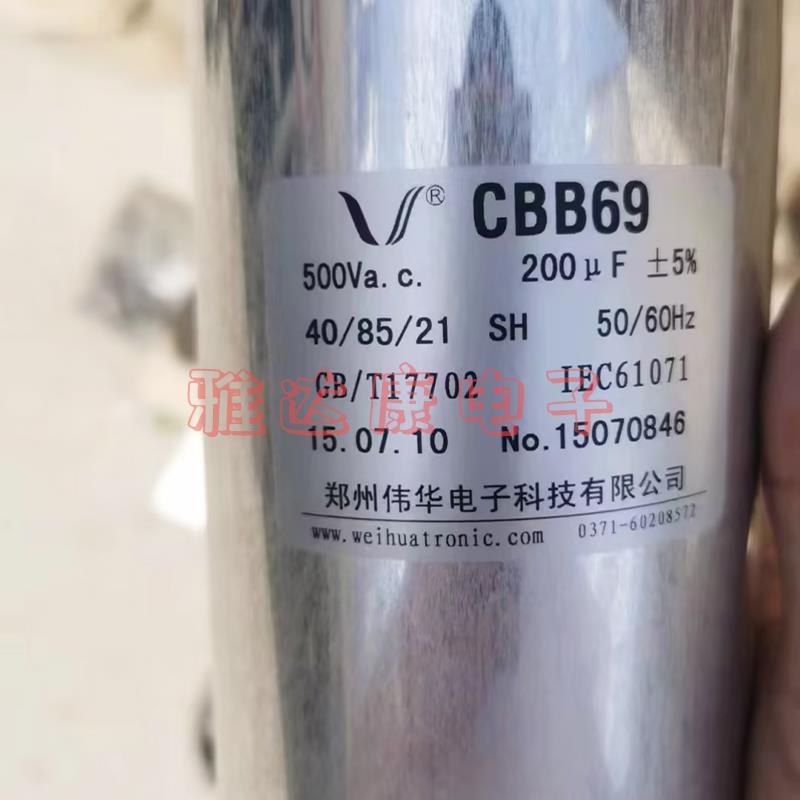 ® CBB69
500Va.c. 200μF ±5%
40/85/21 SH 50/60Hz
GB/T17702 IEC61071
雅达康电子
15.07.10 No.15070846
郑州伟华电子科技有限公司
www.weihuatronic.com 0371-60208572